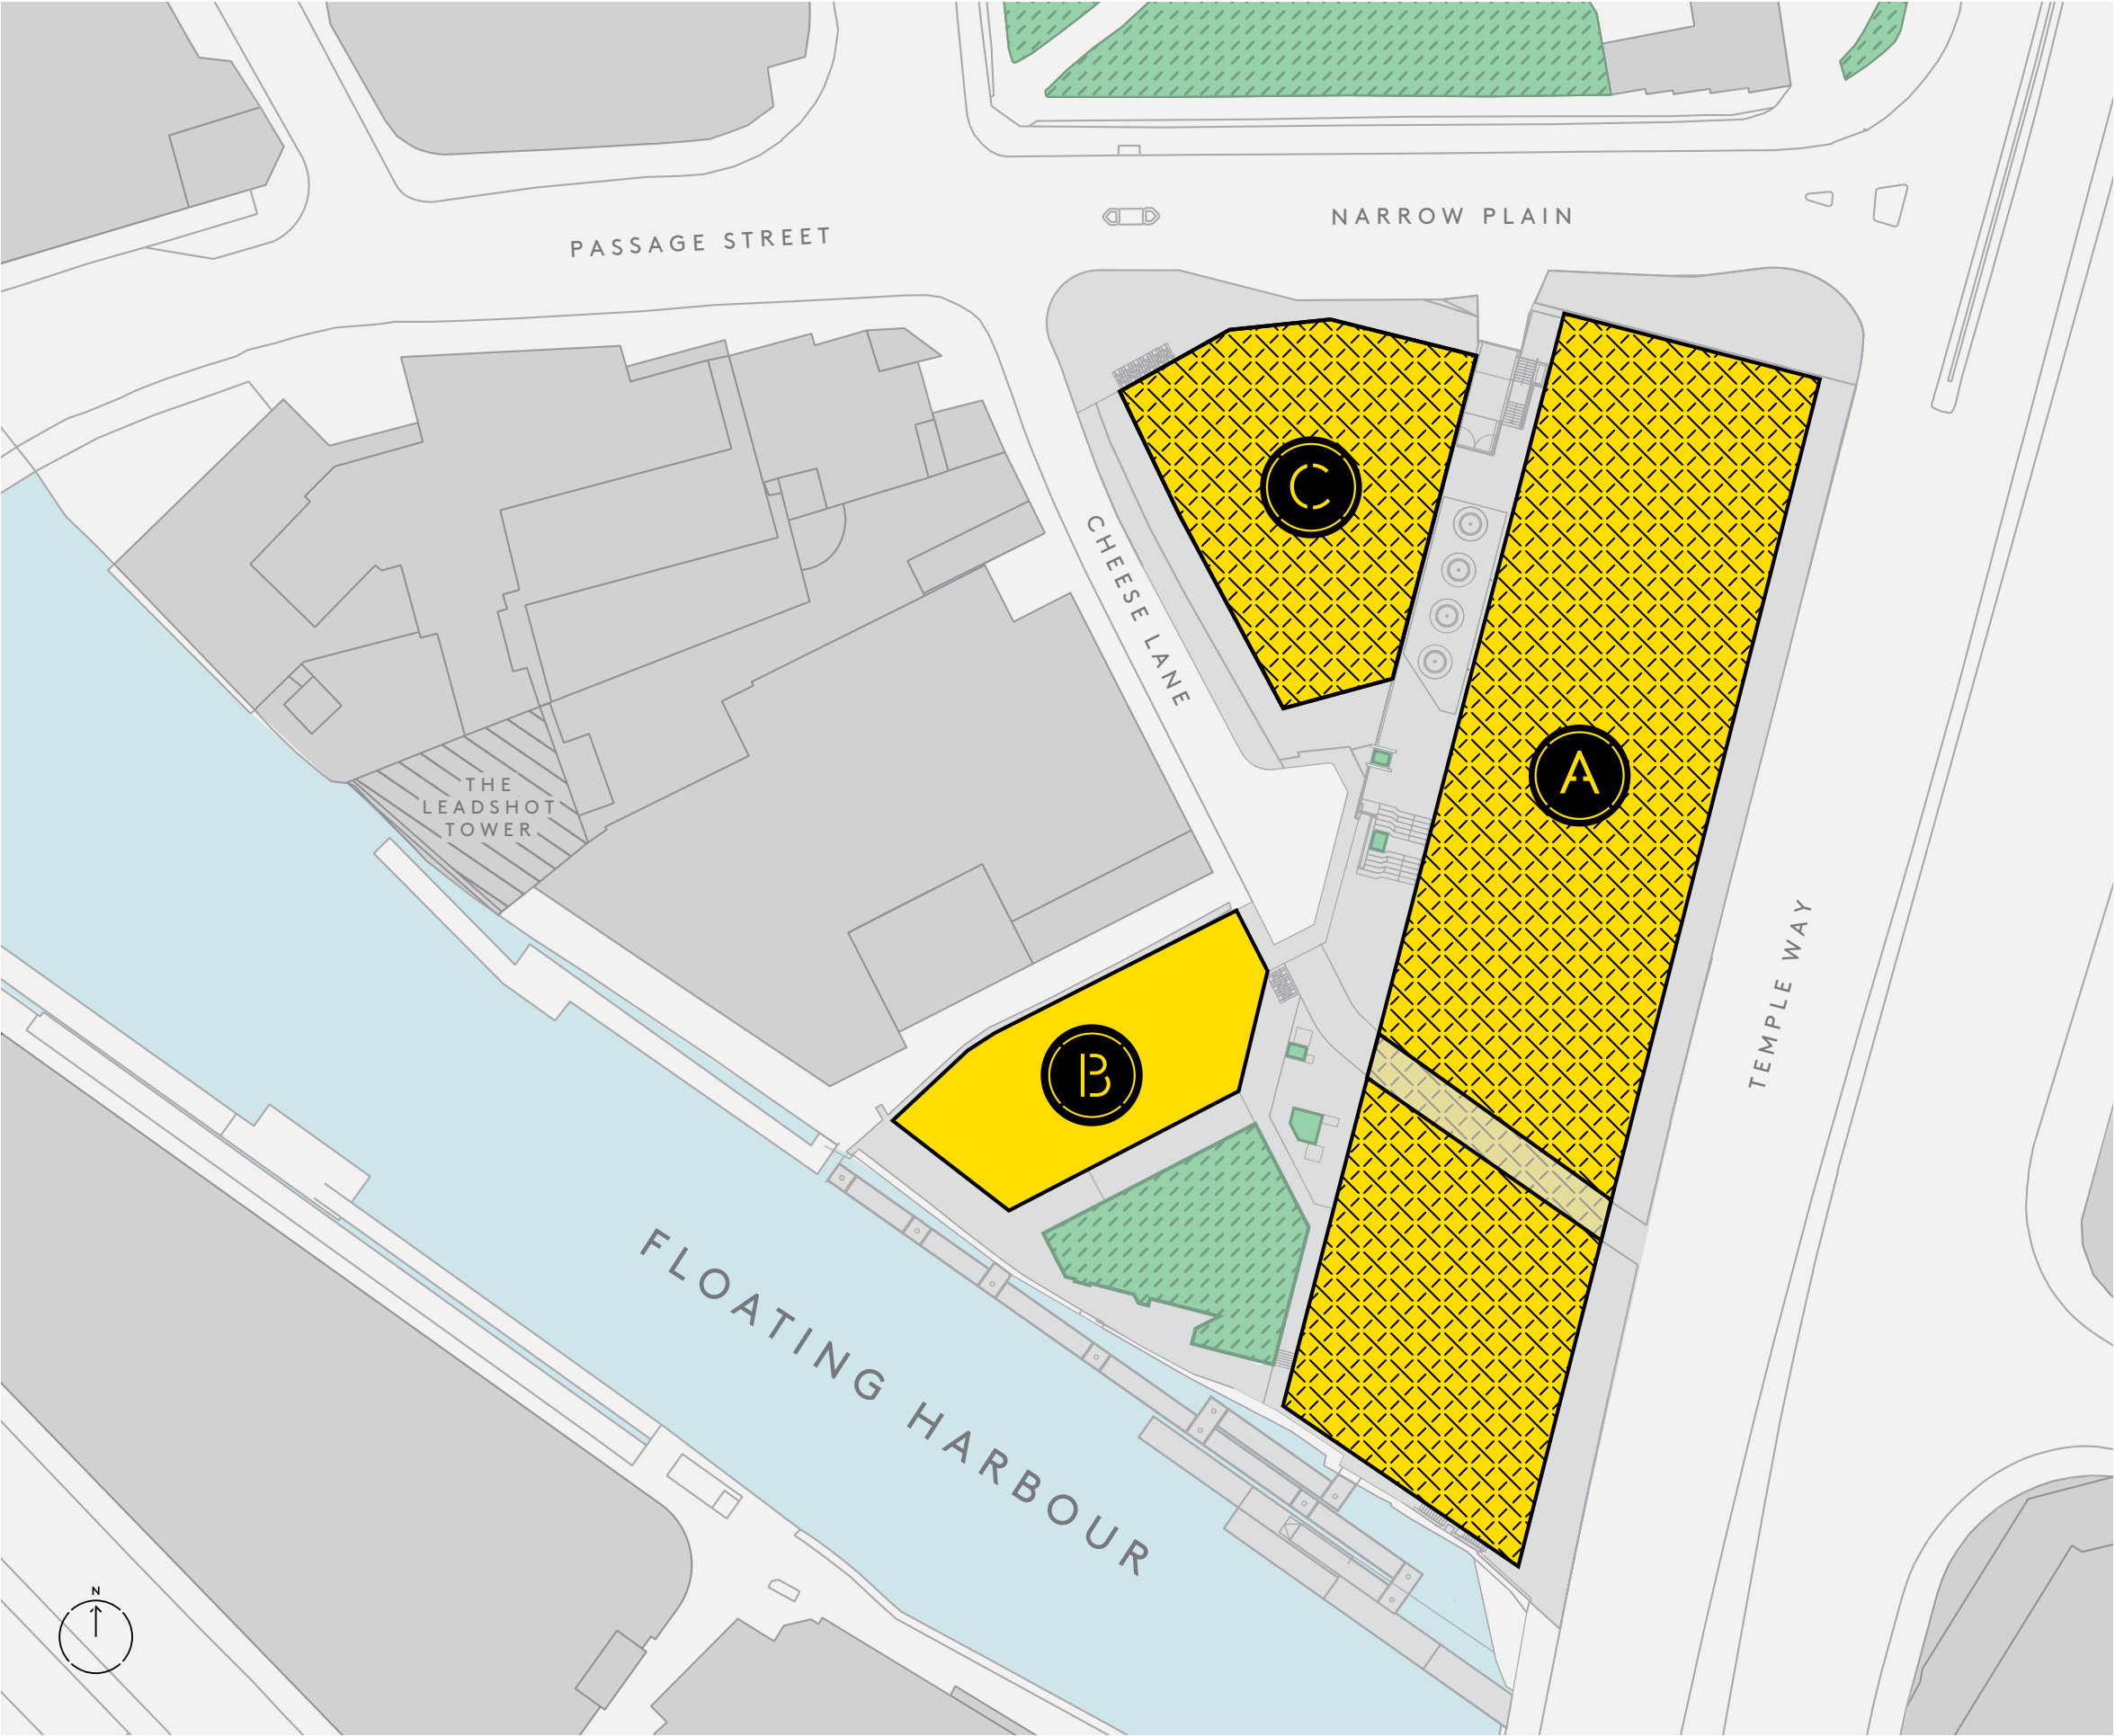 PASSAGE STREET
NARROW PLAIN
C
CHEESE LANE
A
THE
LEADSHOT
TOWER
TEMPLE WAY
B
FLOATING HARBOUR
N